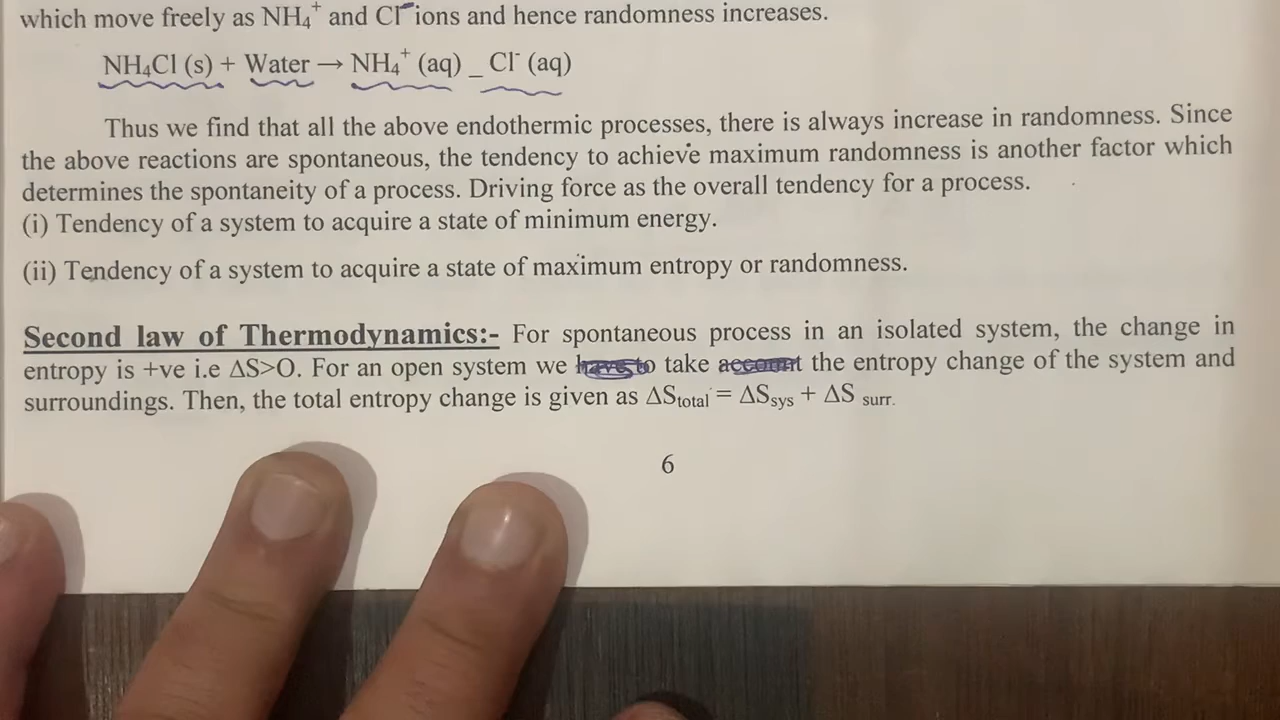 which move freely as NH₄⁺ and Cl⁻ ions and hence randomness increases.
NH₄Cl (s) + Water → NH₄⁺ (aq) _ Cl⁻ (aq)
Thus we find that all the above endothermic processes, there is always increase in randomness. Since
the above reactions are spontaneous, the tendency to achieve maximum randomness is another factor which
determines the spontaneity of a process. Driving force as the overall tendency for a process.
(i) Tendency of a system to acquire a state of minimum energy.
(ii) Tendency of a system to acquire a state of maximum entropy or randomness.
Second law of Thermodynamics:- For spontaneous process in an isolated system, the change in
entropy is +ve i.e ΔS>O. For an open system we have to take account the entropy change of the system and
surroundings. Then, the total entropy change is given as ΔS total = ΔS sys + ΔS surr.
6